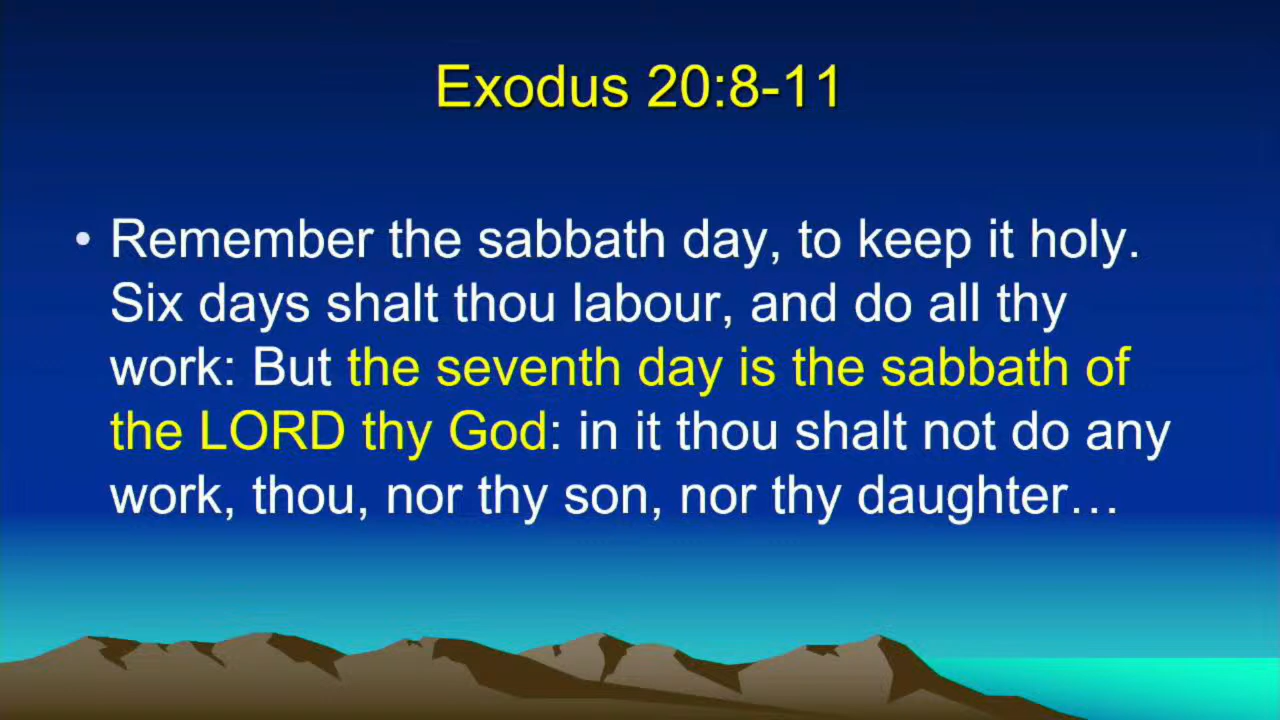 Exodus 20:8-11
• Remember the sabbath day, to keep it holy.
Six days shalt thou labour, and do all thy
work: But the seventh day is the sabbath of
the LORD thy God: in it thou shalt not do any
work, thou, nor thy son, nor thy daughter…